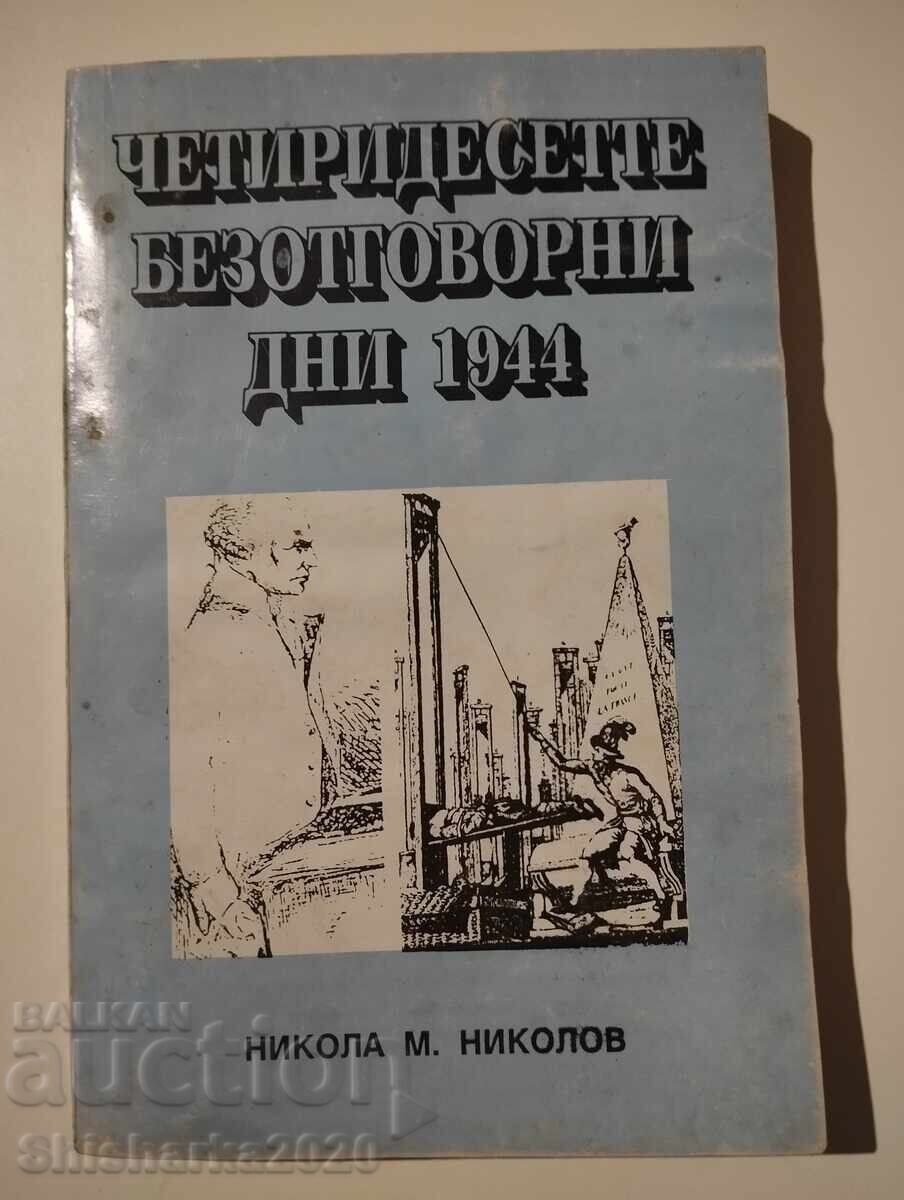 ЧЕТИРИДЕСЕТТЕ
БЕЗОТГОВОРНИ
ДНИ 1944
НИКОЛА М. НИКОЛОВ
BALKAN
auction
Shisharka2020